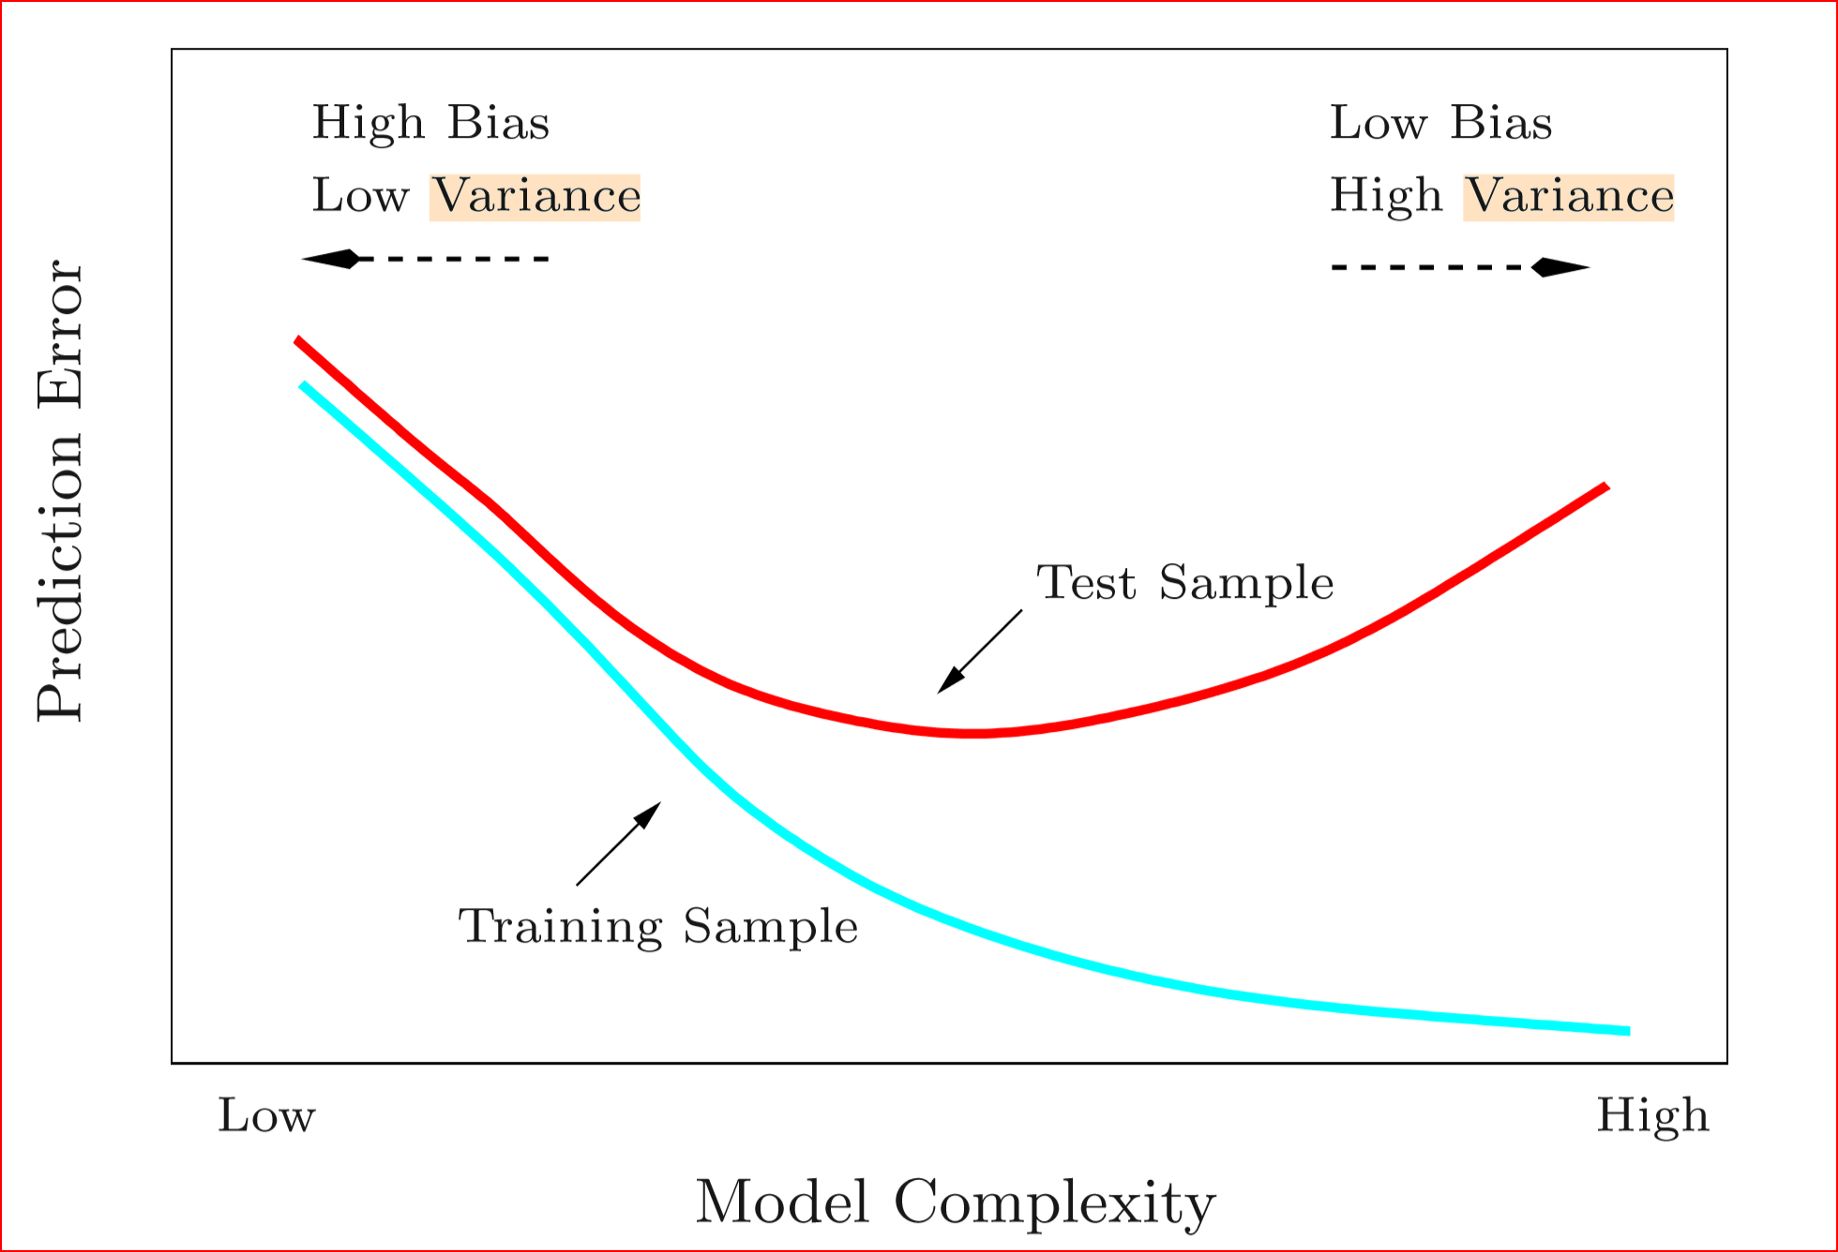 High Bias
Low Variance
Low Bias
High Variance
Prediction Error
Test Sample
Training Sample
Low
High
Model Complexity